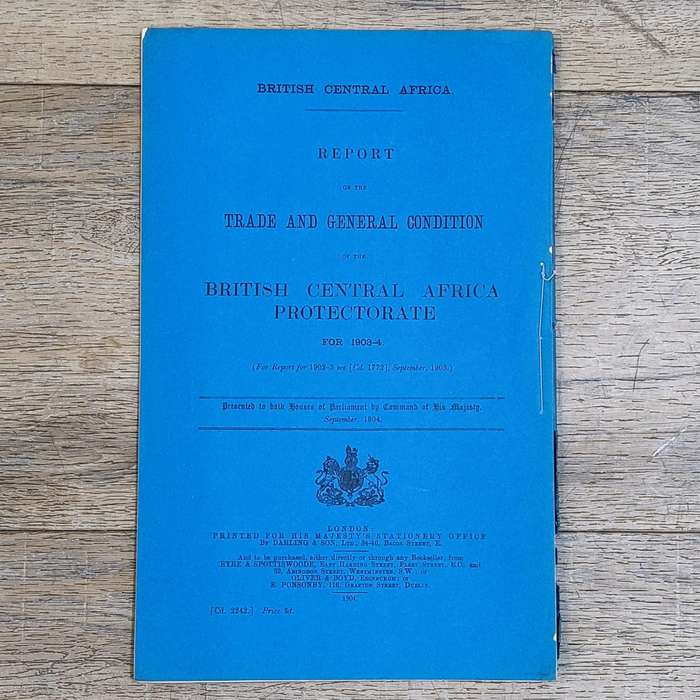 BRITISH CENTRAL AFRICA.
REPORT
ON THE
TRADE AND GENERAL CONDITION
OF THE
BRITISH CENTRAL AFRICA
PROTECTORATE
FOR 1903-4.
(For Report for 1902-3 see [Cd. 1772], September, 1903.)
Presented to both Houses of Parliament by Command of His Majesty.
September, 1904.
LONDON:
PRINTED FOR HIS MAJESTY'S STATIONERY OFFICE
By DARLING & SON, Ltd., 34-40, Bacon Street, E.
And to be purchased, either directly or through any Bookseller, from
EYRE & SPOTTISWOODE, East Harding Street, Fleet Street, E.C., and
32, Abingdon Street, Westminster, S.W.; or
OLIVER & BOYD, Edinburgh; or
E. PONSONBY, 116, Grafton Street, Dublin.
1904.
[Cd. 2242.] Price